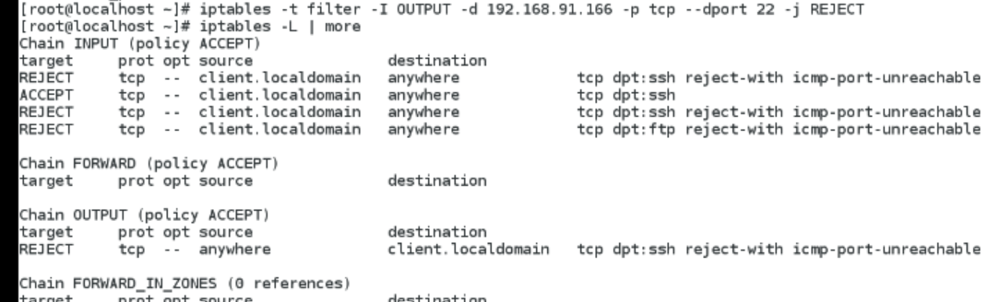 [root@localhost ~]# iptables -t filter -I OUTPUT -d 192.168.91.166 -p tcp --dport 22 -j REJECT
[root@localhost ~]# iptables -L | more
Chain INPUT (policy ACCEPT)
target     prot opt source               destination
REJECT     tcp  --  client.localdomain   anywhere             tcp dpt:ssh reject-with icmp-port-unreachable
ACCEPT     tcp  --  client.localdomain   anywhere             tcp dpt:ssh
REJECT     tcp  --  client.localdomain   anywhere             tcp dpt:ssh reject-with icmp-port-unreachable
REJECT     tcp  --  client.localdomain   anywhere             tcp dpt:ftp reject-with icmp-port-unreachable
Chain FORWARD (policy ACCEPT)
target     prot opt source               destination
Chain OUTPUT (policy ACCEPT)
target     prot opt source               destination
REJECT     tcp  --  anywhere             client.localdomain   tcp dpt:ssh reject-with icmp-port-unreachable
Chain FORWARD_IN_ZONES (0 references)
target     prot opt source               destination